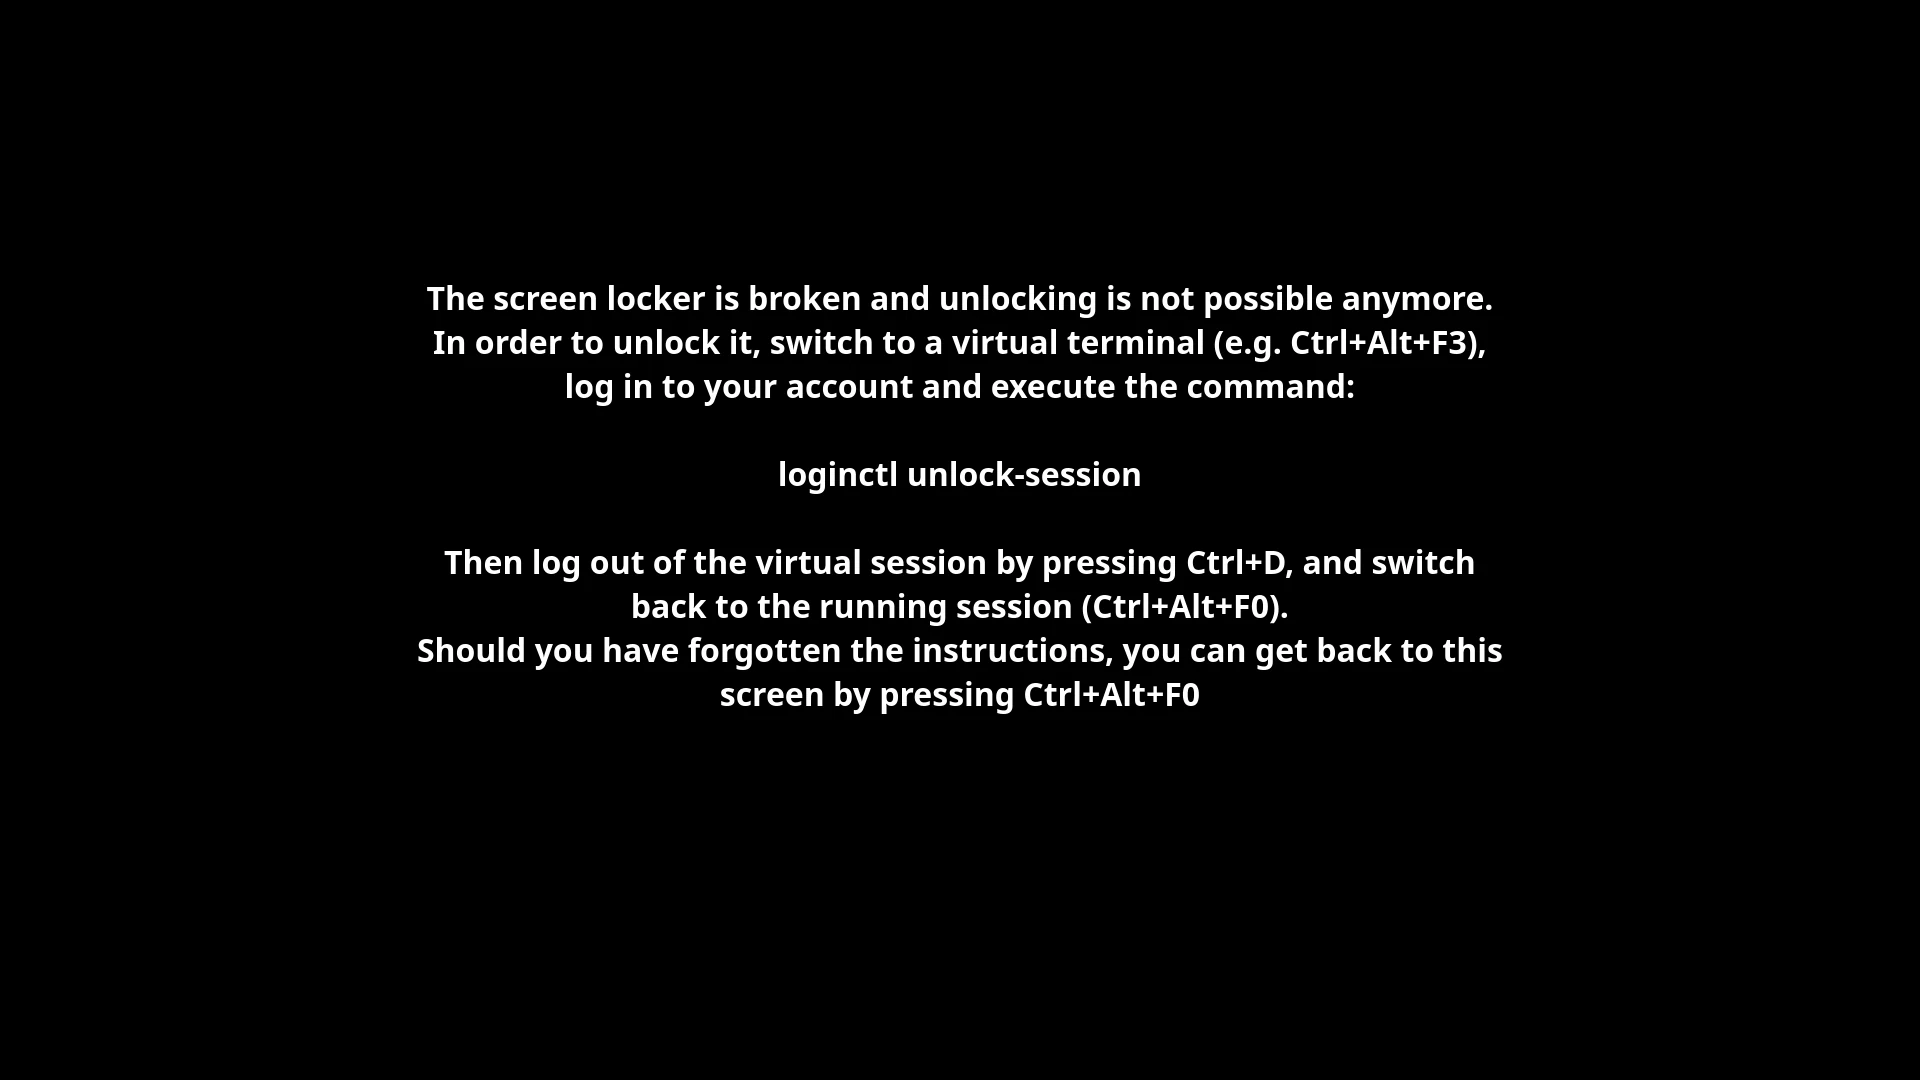 The screen locker is broken and unlocking is not possible anymore.
In order to unlock it, switch to a virtual terminal (e.g. Ctrl+Alt+F3),
log in to your account and execute the command:
loginctl unlock-session
Then log out of the virtual session by pressing Ctrl+D, and switch
back to the running session (Ctrl+Alt+F0).
Should you have forgotten the instructions, you can get back to this
screen by pressing Ctrl+Alt+F0